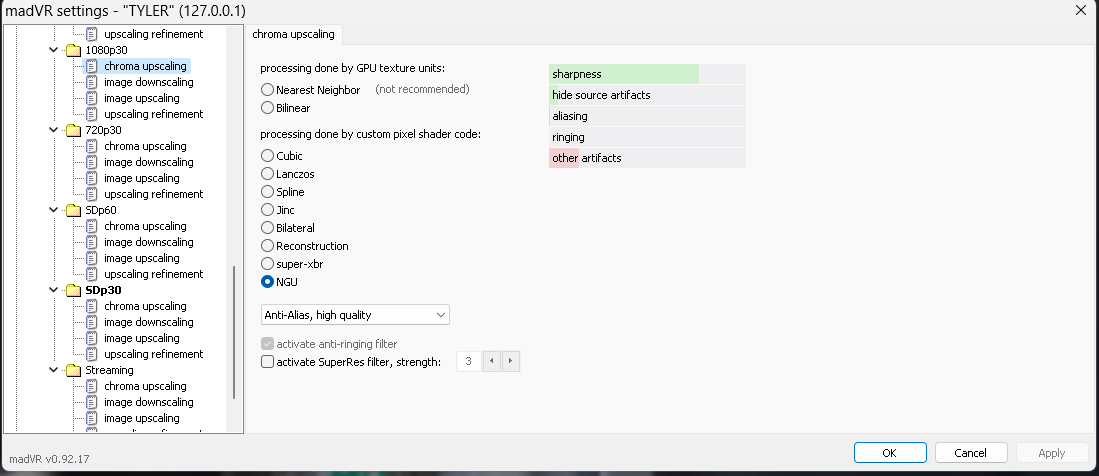 madVR settings - "TYLER" (127.0.0.1)
upscaling refinement
1080p30
chroma upscaling
image downscaling
image upscaling
upscaling refinement
720p30
chroma upscaling
image downscaling
image upscaling
upscaling refinement
SDp60
chroma upscaling
image downscaling
image upscaling
upscaling refinement
SDp30
chroma upscaling
image downscaling
image upscaling
upscaling refinement
Streaming
chroma upscaling
image downscaling
image upscaling
upscaling refinement
chroma upscaling
processing done by GPU texture units:
Nearest Neighbor (not recommended)
Bilinear
processing done by custom pixel shader code:
Cubic
Lanczos
Spline
Jinc
Bilateral
Reconstruction
super-xbr
NGU
Anti-Alias, high quality
activate anti-ringing filter
activate SuperRes filter, strength: 3
sharpness
hide source artifacts
aliasing
ringing
other artifacts
madVR v0.92.17
OK
Cancel
Apply